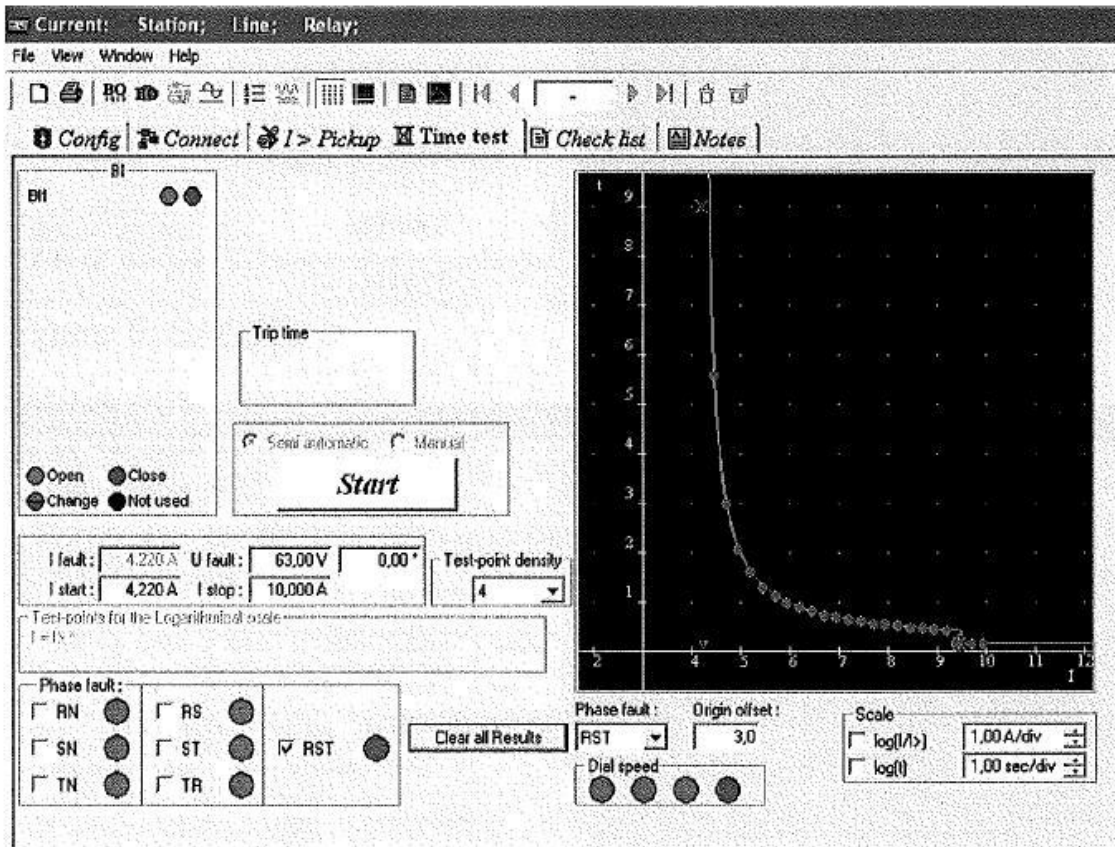 Current: Station; Line; Relay;
File View Window Help
-
Config Connect I > Pickup Time test Check list Notes
BI
BI1
Trip time
Semi automatic Manual
Start
Open Close
Change Not used
I fault : 4.220 A U fault : 63,00 V 0,00 °
I start : 4,220 A I stop : 10,000 A
Test-point density
4
Test-points for the Logarithmical scale
Phase fault :
RN RS
SN ST RST
TN TR
Clear all Results
t
9
8
7
6
5
4
3
2
1
2 4 5 6 7 8 9 10 11 12
I
Phase fault : Origin offset :
RST 3,0
Dial speed
Scale
log(I/I>) 1,00 A/div
log(t) 1,00 sec/div